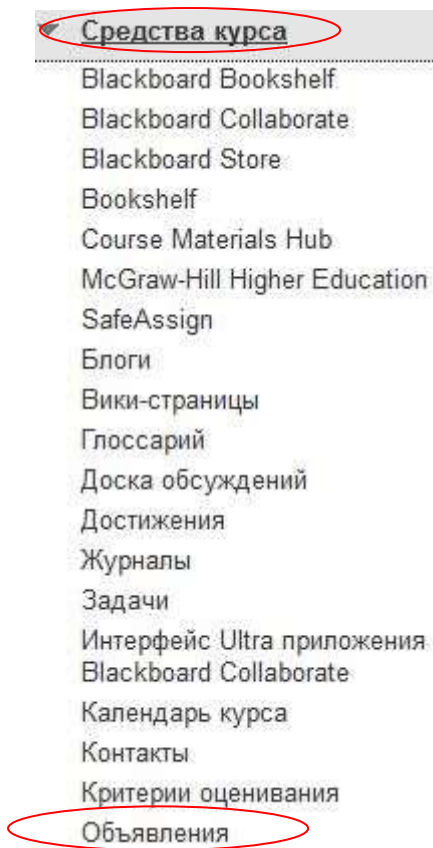 Средства курса
Blackboard Bookshelf
Blackboard Collaborate
Blackboard Store
Bookshelf
Course Materials Hub
McGraw-Hill Higher Education
SafeAssign
Блоги
Вики-страницы
Глоссарий
Доска обсуждений
Достижения
Журналы
Задачи
Интерфейс Ultra приложения
Blackboard Collaborate
Календарь курса
Контакты
Критерии оценивания
Объявления